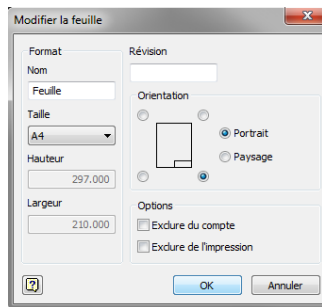 Modifier la feuille
Format
Nom
Feuille
Taille
A4
Hauteur
297.000
Largeur
210.000
Révision
Orientation
Portrait
Paysage
Options
Exclure du compte
Exclure de l'impression
OK
Annuler